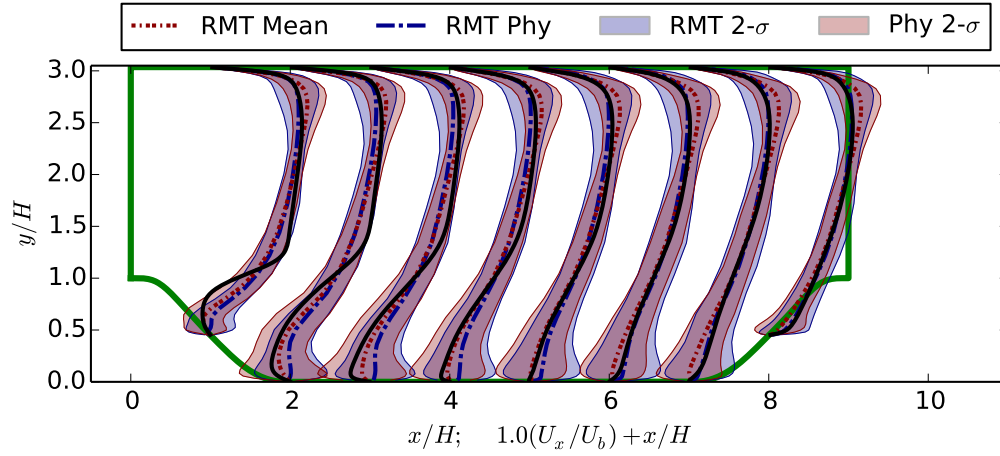 RMT Mean RMT Phy RMT 2-σ Phy 2-σ
3.0
2.5
2.0
1.5
1.0
0.5
0.0
y/H
0 2 4 6 8 10
x/H; 1.0(U_x/U_b)+x/H